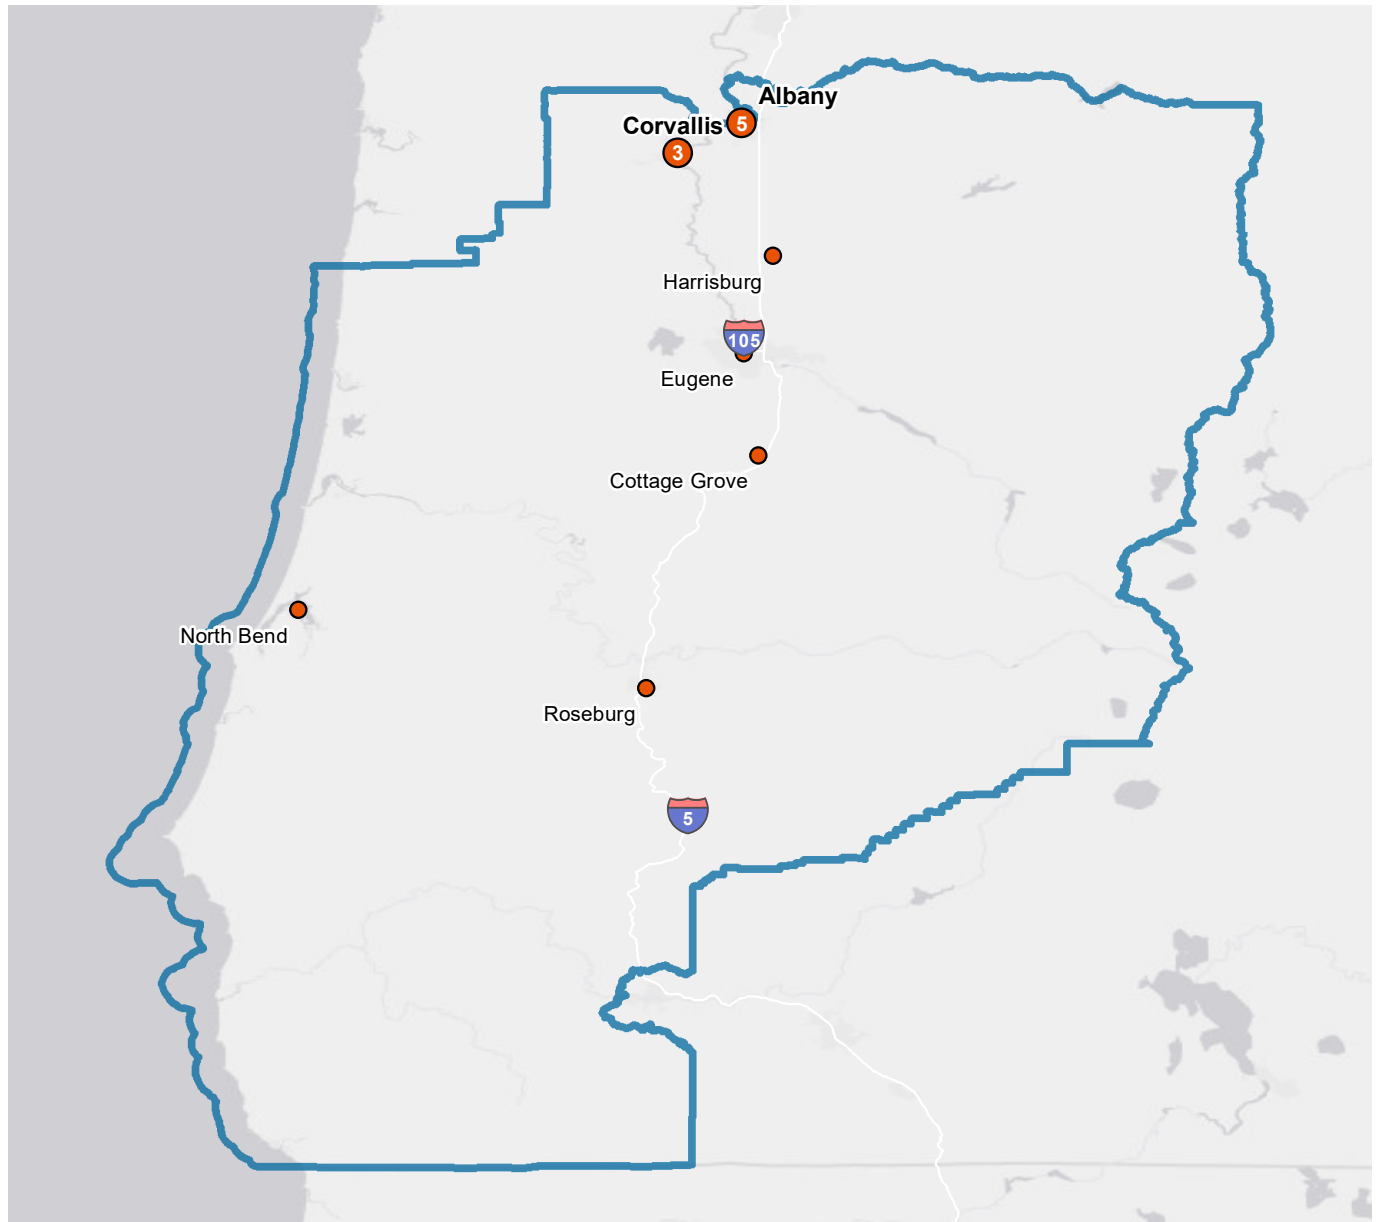 Albany
Corvallis
5
3
Harrisburg
105
Eugene
Cottage Grove
North Bend
Roseburg
5